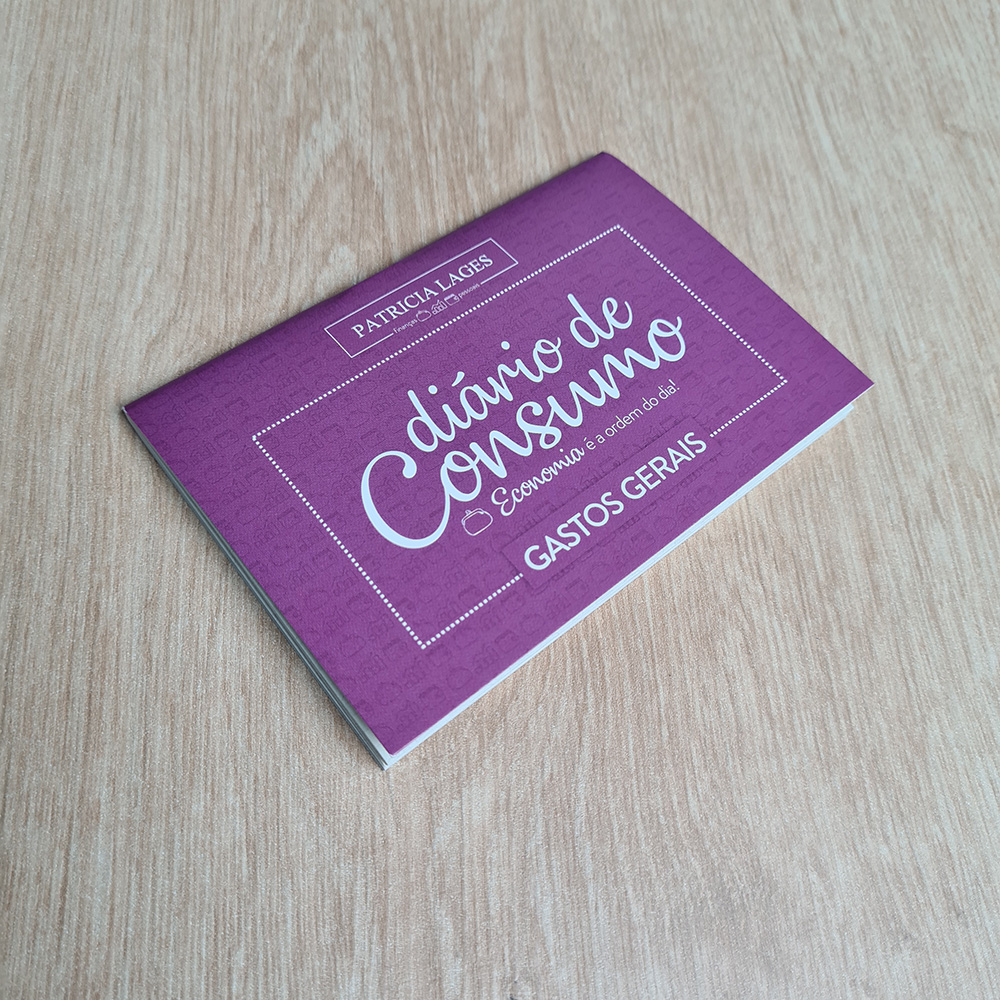 PATRICIA LAGES
finanças pessoais
diário de
Consumo
Economia é a ordem do dia!
GASTOS GERAIS